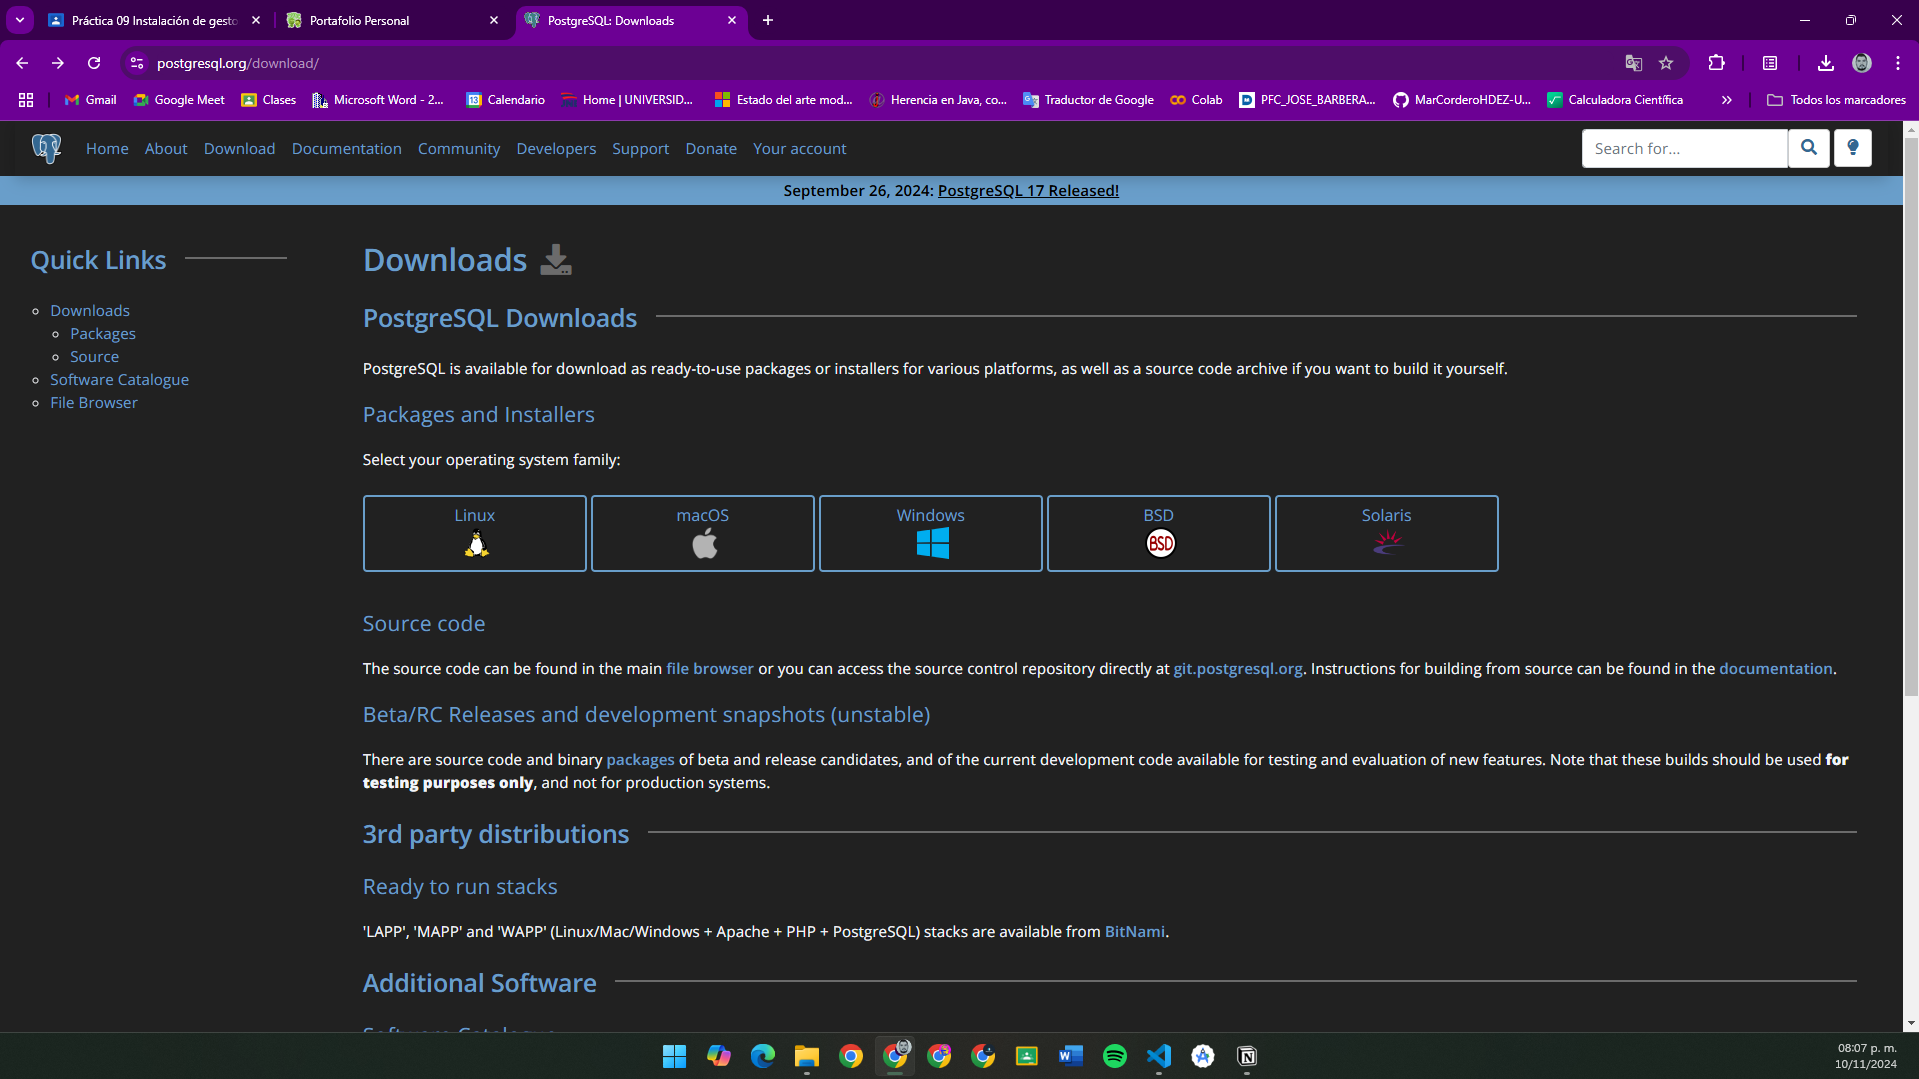 Práctica 09 Instalación de gesto
Portafolio Personal
PostgreSQL: Downloads
postgresql.org/download/
Gmail
Google Meet
Clases
Microsoft Word - 2...
Calendario
Home | UNIVERSID...
Estado del arte mod...
Herencia en Java, co...
Traductor de Google
Colab
PFC_JOSE_BARBERA...
MarCorderoHDEZ-U...
Calculadora Científica
Todos los marcadores
Home
About
Download
Documentation
Community
Developers
Support
Donate
Your account
Search for...
September 26, 2024: PostgreSQL 17 Released!
Quick Links
Downloads
Packages
Source
Software Catalogue
File Browser
Downloads
PostgreSQL Downloads
PostgreSQL is available for download as ready-to-use packages or installers for various platforms, as well as a source code archive if you want to build it yourself.
Packages and Installers
Select your operating system family:
Linux
macOS
Windows
BSD
BSD
Solaris
Source code
The source code can be found in the main file browser or you can access the source control repository directly at git.postgresql.org. Instructions for building from source can be found in the documentation.
Beta/RC Releases and development snapshots (unstable)
There are source code and binary packages of beta and release candidates, and of the current development code available for testing and evaluation of new features. Note that these builds should be used for
testing purposes only, and not for production systems.
3rd party distributions
Ready to run stacks
'LAPP', 'MAPP' and 'WAPP' (Linux/Mac/Windows + Apache + PHP + PostgreSQL) stacks are available from BitNami.
Additional Software
Software Catalogue
08:07 p. m.
10/11/2024